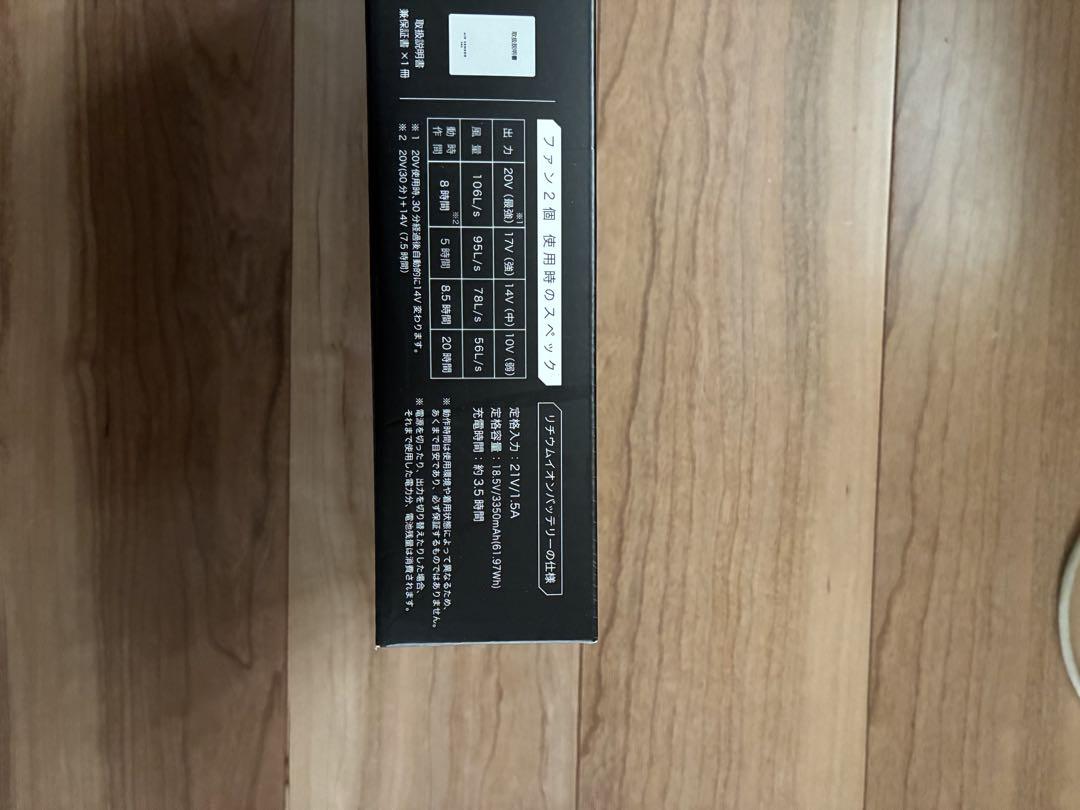 取扱説明書
AIR SENSOR
取扱説明書
兼保証書 ×1冊
ファン2個 使用時のスペック
出力 20V(最強)※1 17V(強) 14V(中) 10V(弱)
風量 106L/s 95L/s 78L/s 56L/s
動作時間 8時間※2 5時間 8.5時間 20時間
※1 20V使用時、30分経過後自動的に14V変わります。
※2 20V(30分)+14V(7.5時間)
リチウムイオンバッテリーの仕様
定格入力:21V/1.5A
定格容量:18.5V/3350mAh(61.97Wh)
充電時間:約3.5時間
※動作時間は使用環境や着用状態によって異なるため、
あくまで目安であり、必ず保証するものではありません。
※電源を切ったり、出力を切り替えたりした場合、
それまで使用した電力分、電池残量は消費されます。